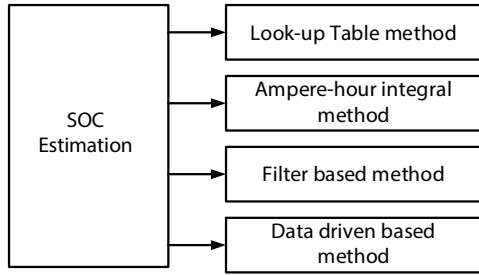 SOC
Estimation
Look-up Table method
Ampere-hour integral
method
Filter based method
Data driven based
method